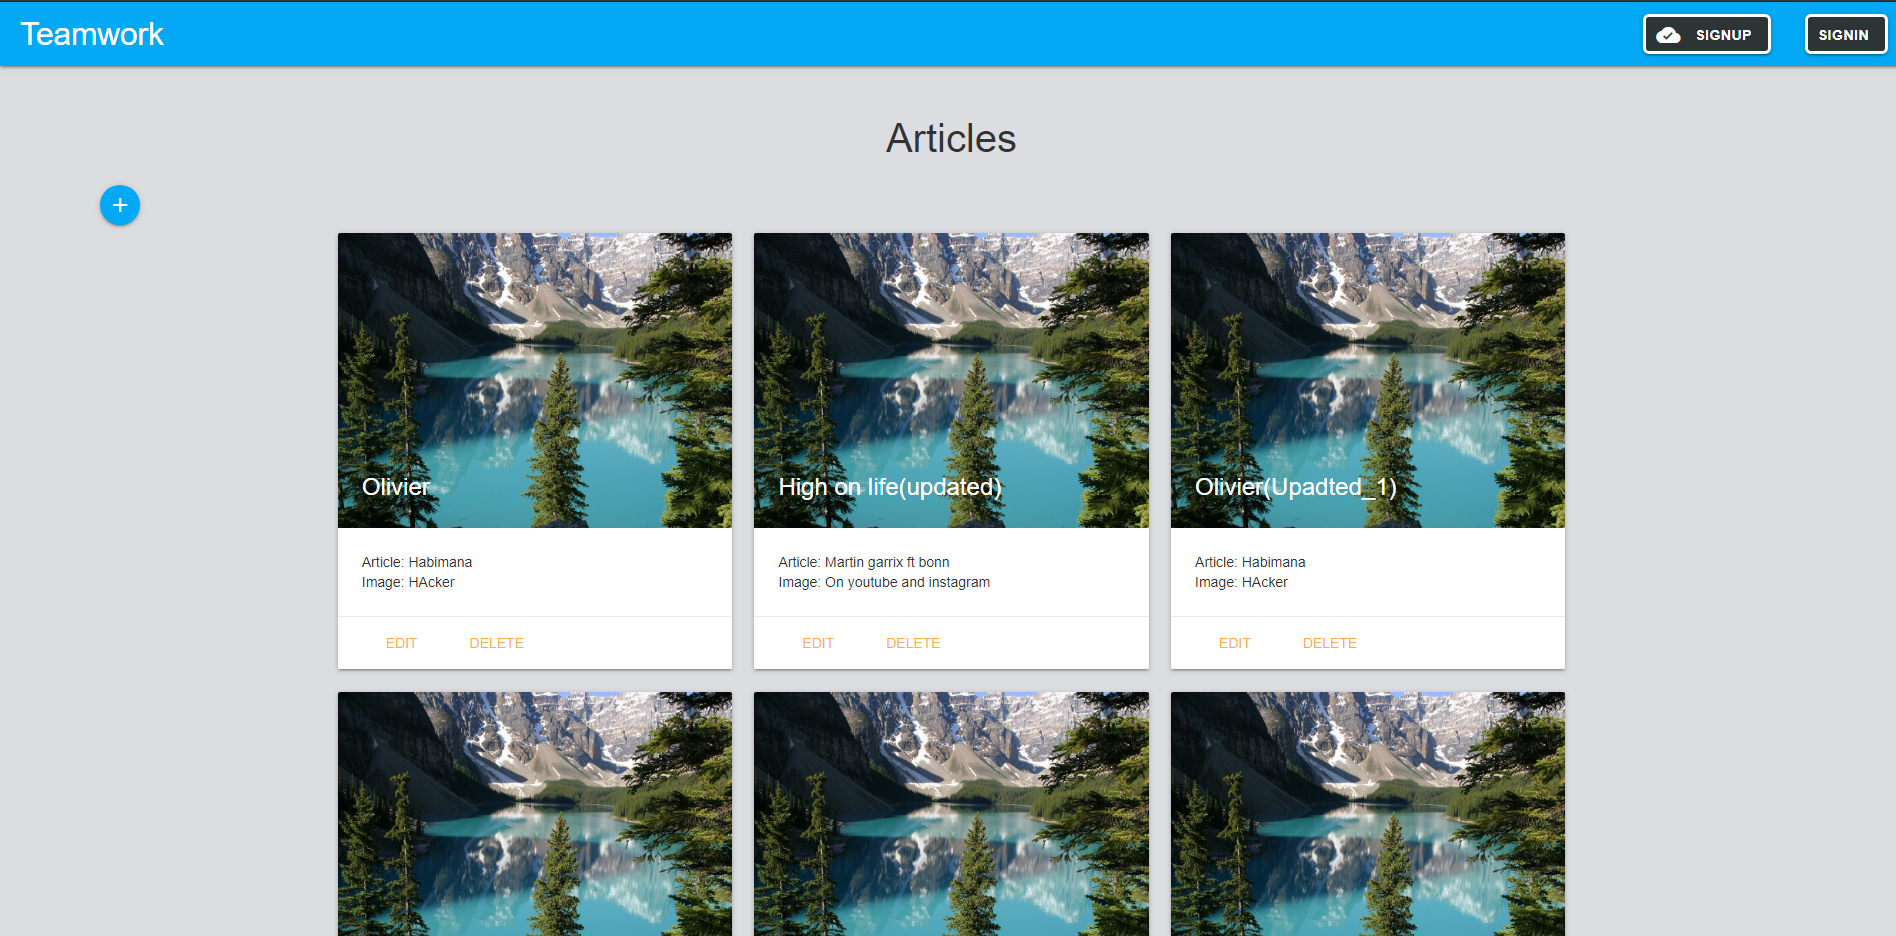 Teamwork
SIGNUP
SIGNIN
Articles
+
Olivier
Article: Habimana
Image: HAcker
EDIT DELETE
High on life(updated)
Article: Martin garrix ft bonn
Image: On youtube and instagram
EDIT DELETE
Olivier(Upadted_1)
Article: Habimana
Image: HAcker
EDIT DELETE